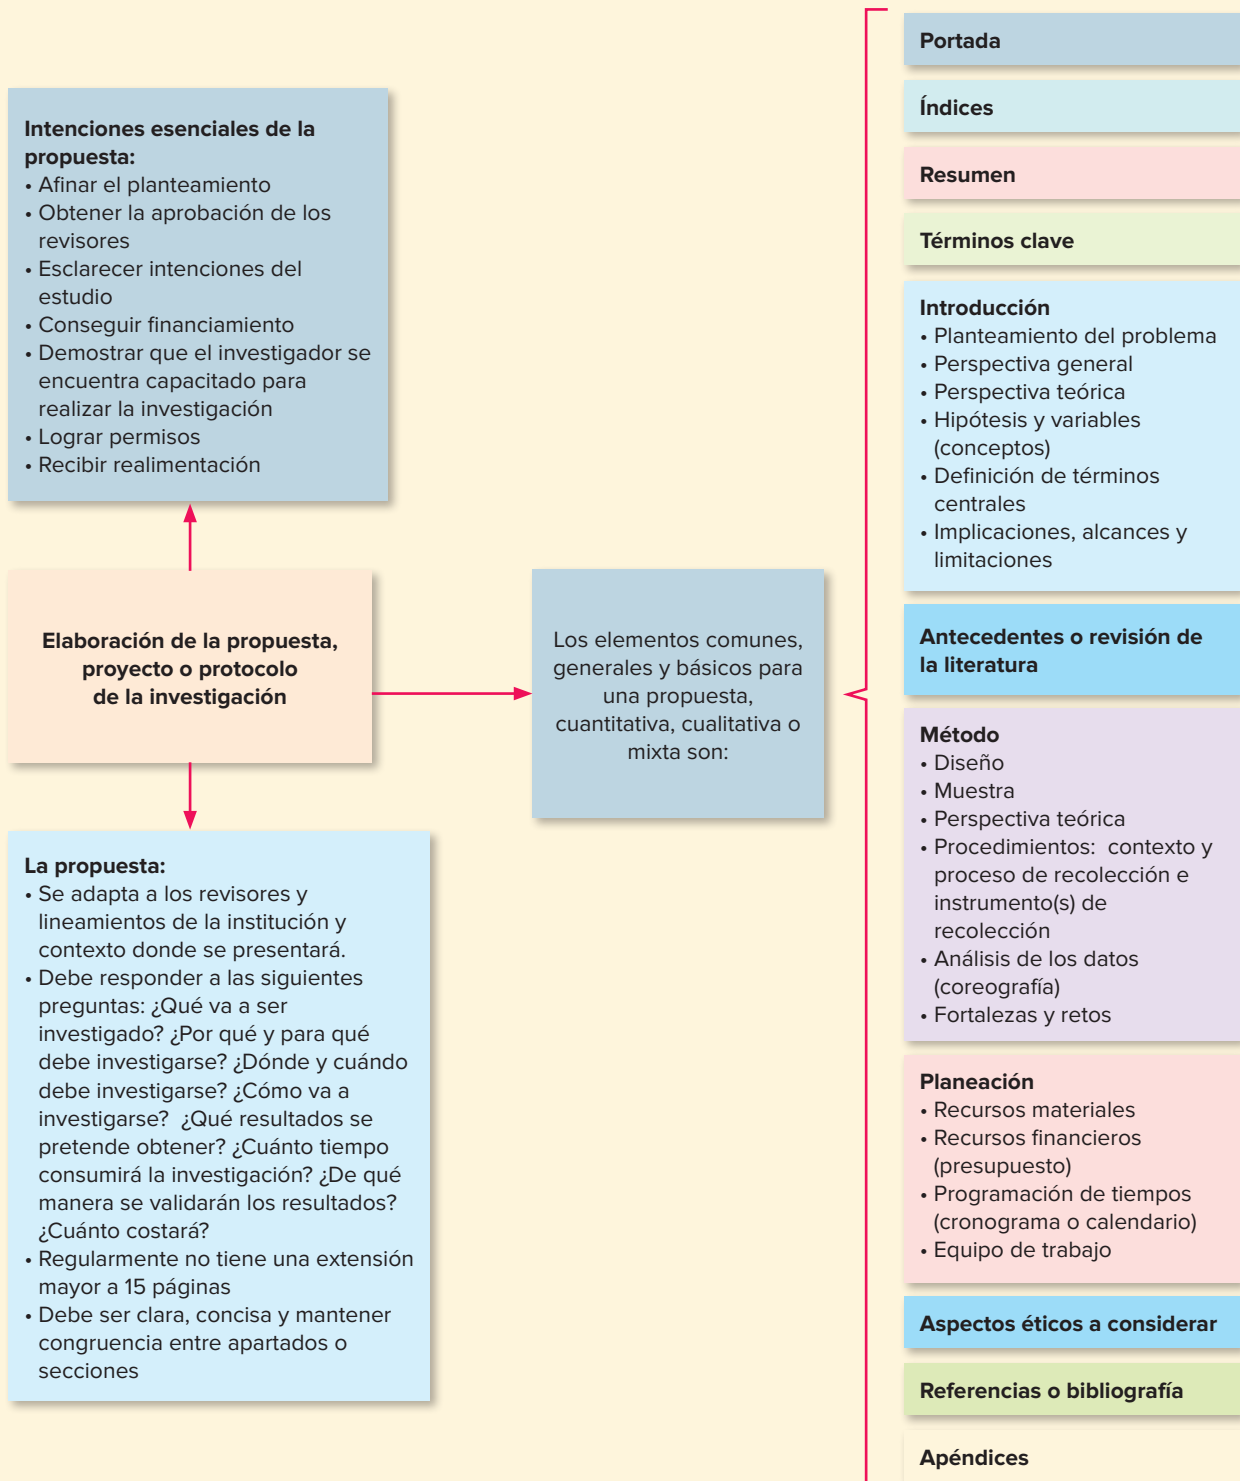 Intenciones esenciales de la
propuesta:
• Afinar el planteamiento
• Obtener la aprobación de los
revisores
• Esclarecer intenciones del
estudio
• Conseguir financiamiento
• Demostrar que el investigador se
encuentra capacitado para
realizar la investigación
• Lograr permisos
• Recibir realimentación
Elaboración de la propuesta,
proyecto o protocolo
de la investigación
La propuesta:
• Se adapta a los revisores y
lineamientos de la institución y
contexto donde se presentará.
• Debe responder a las siguientes
preguntas: ¿Qué va a ser
investigado? ¿Por qué y para qué
debe investigarse? ¿Dónde y cuándo
debe investigarse? ¿Cómo va a
investigarse? ¿Qué resultados se
pretende obtener? ¿Cuánto tiempo
consumirá la investigación? ¿De qué
manera se validarán los resultados?
¿Cuánto costará?
• Regularmente no tiene una extensión
mayor a 15 páginas
• Debe ser clara, concisa y mantener
congruencia entre apartados o
secciones
Los elementos comunes,
generales y básicos para
una propuesta,
cuantitativa, cualitativa o
mixta son:
Portada
Índices
Resumen
Términos clave
Introducción
• Planteamiento del problema
• Perspectiva general
• Perspectiva teórica
• Hipótesis y variables
(conceptos)
• Definición de términos
centrales
• Implicaciones, alcances y
limitaciones
Antecedentes o revisión de
la literatura
Método
• Diseño
• Muestra
• Perspectiva teórica
• Procedimientos: contexto y
proceso de recolección e
instrumento(s) de
recolección
• Análisis de los datos
(coreografía)
• Fortalezas y retos
Planeación
• Recursos materiales
• Recursos financieros
(presupuesto)
• Programación de tiempos
(cronograma o calendario)
• Equipo de trabajo
Aspectos éticos a considerar
Referencias o bibliografía
Apéndices